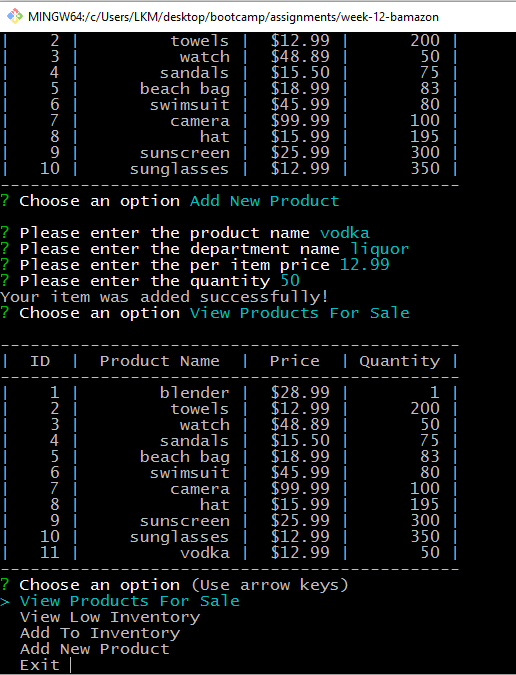 MINGW64:/c/Users/LKM/desktop/bootcamp/assignments/week-12-bamazon
| 2 | towels | $12.99 | 200 |
| 3 | watch | $48.89 | 50 |
| 4 | sandals | $15.50 | 75 |
| 5 | beach bag | $18.99 | 83 |
| 6 | swimsuit | $45.99 | 80 |
| 7 | camera | $99.99 | 100 |
| 8 | hat | $15.99 | 195 |
| 9 | sunscreen | $25.99 | 300 |
| 10 | sunglasses | $12.99 | 350 |
----------------------------------------------
? Choose an option Add New Product
? Please enter the product name vodka
? Please enter the department name liquor
? Please enter the per item price 12.99
? Please enter the quantity 50
Your item was added successfully!
? Choose an option View Products For Sale
----------------------------------------------
| ID | Product Name | Price | Quantity |
----------------------------------------------
| 1 | blender | $28.99 | 1 |
| 2 | towels | $12.99 | 200 |
| 3 | watch | $48.89 | 50 |
| 4 | sandals | $15.50 | 75 |
| 5 | beach bag | $18.99 | 83 |
| 6 | swimsuit | $45.99 | 80 |
| 7 | camera | $99.99 | 100 |
| 8 | hat | $15.99 | 195 |
| 9 | sunscreen | $25.99 | 300 |
| 10 | sunglasses | $12.99 | 350 |
| 11 | vodka | $12.99 | 50 |
----------------------------------------------
? Choose an option (Use arrow keys)
> View Products For Sale
View Low Inventory
Add To Inventory
Add New Product
Exit